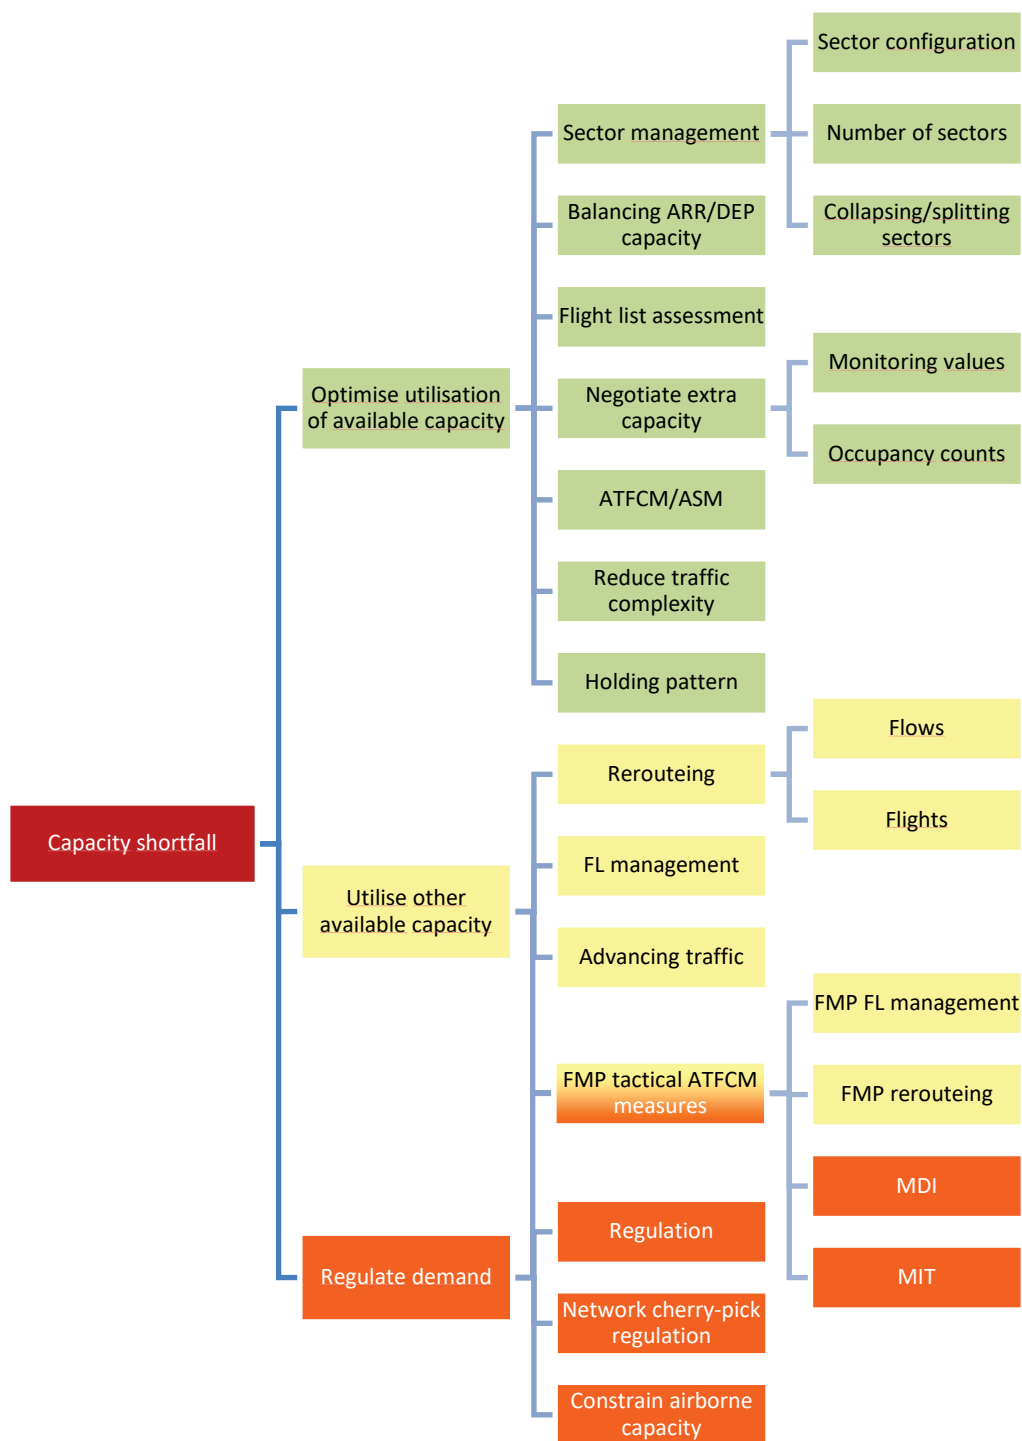 Capacity shortfall
Optimise utilisation
of available capacity
Sector management
Sector configuration
Number of sectors
Collapsing/splitting
sectors
Balancing ARR/DEP
capacity
Flight list assessment
Negotiate extra
capacity
Monitoring values
Occupancy counts
ATFCM/ASM
Reduce traffic
complexity
Holding pattern
Utilise other
available capacity
Rerouteing
Flows
Flights
FL management
Advancing traffic
FMP tactical ATFCM
measures
FMP FL management
FMP rerouteing
MDI
MIT
Regulate demand
Regulation
Network cherry-pick
regulation
Constrain airborne
capacity